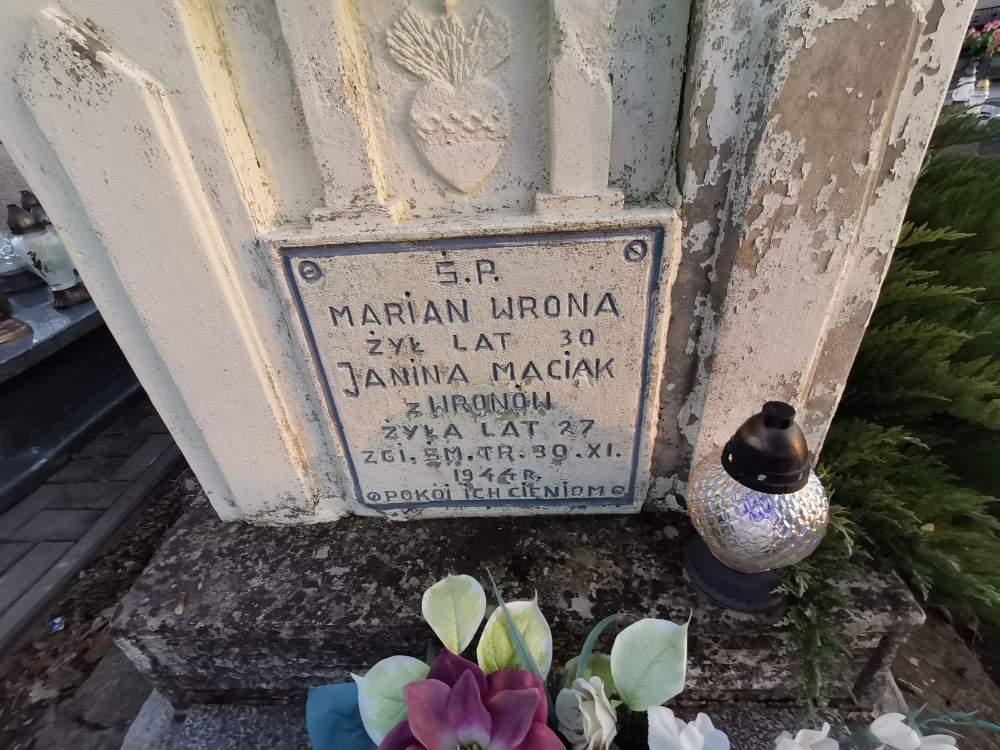 Ś.P.
MARIAN WRONA
ŻYŁ LAT 30
JANINA MACIAK
z WRONÓW
ŻYŁA LAT 27
ZGI. ŚM. TR. 30. XI.
1944 R.
POKÓJ ICH CIENIOM